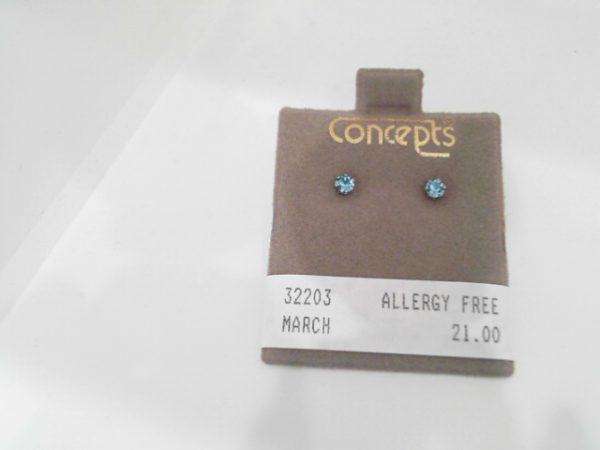 Concepts®
32203 ALLERGY FREE
MARCH 21.00